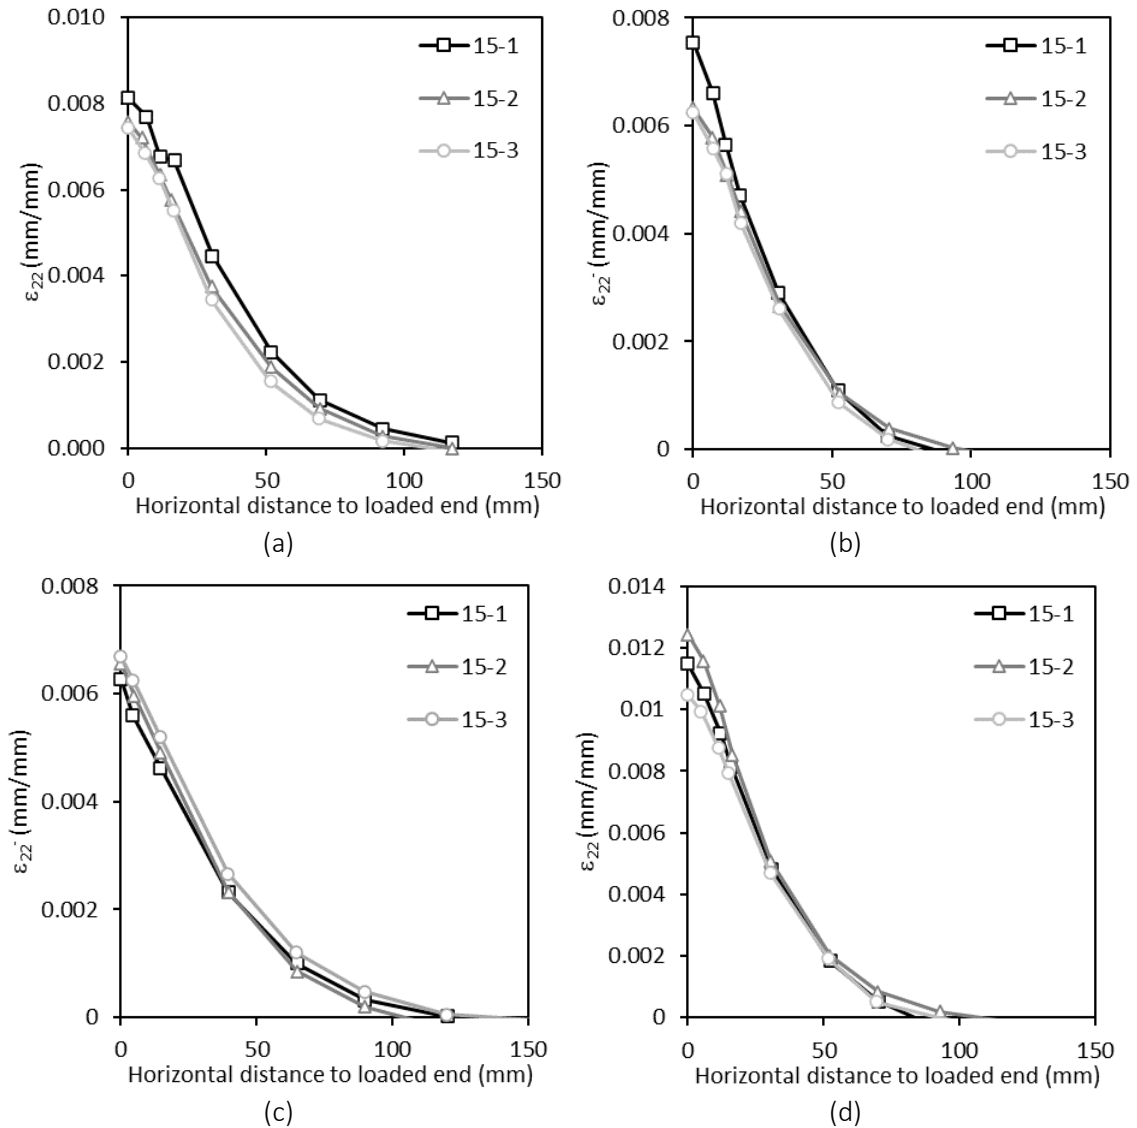 0.010
0.008
0.006
0.004
0.002
0.000
ε22 (mm/mm)
15-1
15-2
15-3
0 50 100 150
Horizontal distance to loaded end (mm)
(a)
0.008
0.006
0.004
0.002
0
ε22- (mm/mm)
15-1
15-2
15-3
0 50 100 150
Horizontal distance to loaded end (mm)
(b)
0.008
0.006
0.004
0.002
0
ε22- (mm/mm)
15-1
15-2
15-3
0 50 100 150
Horizontal distance to loaded end (mm)
(c)
0.014
0.012
0.01
0.008
0.006
0.004
0.002
0
ε22 (mm/mm)
15-1
15-2
15-3
0 50 100 150
Horizontal distance to loaded end (mm)
(d)